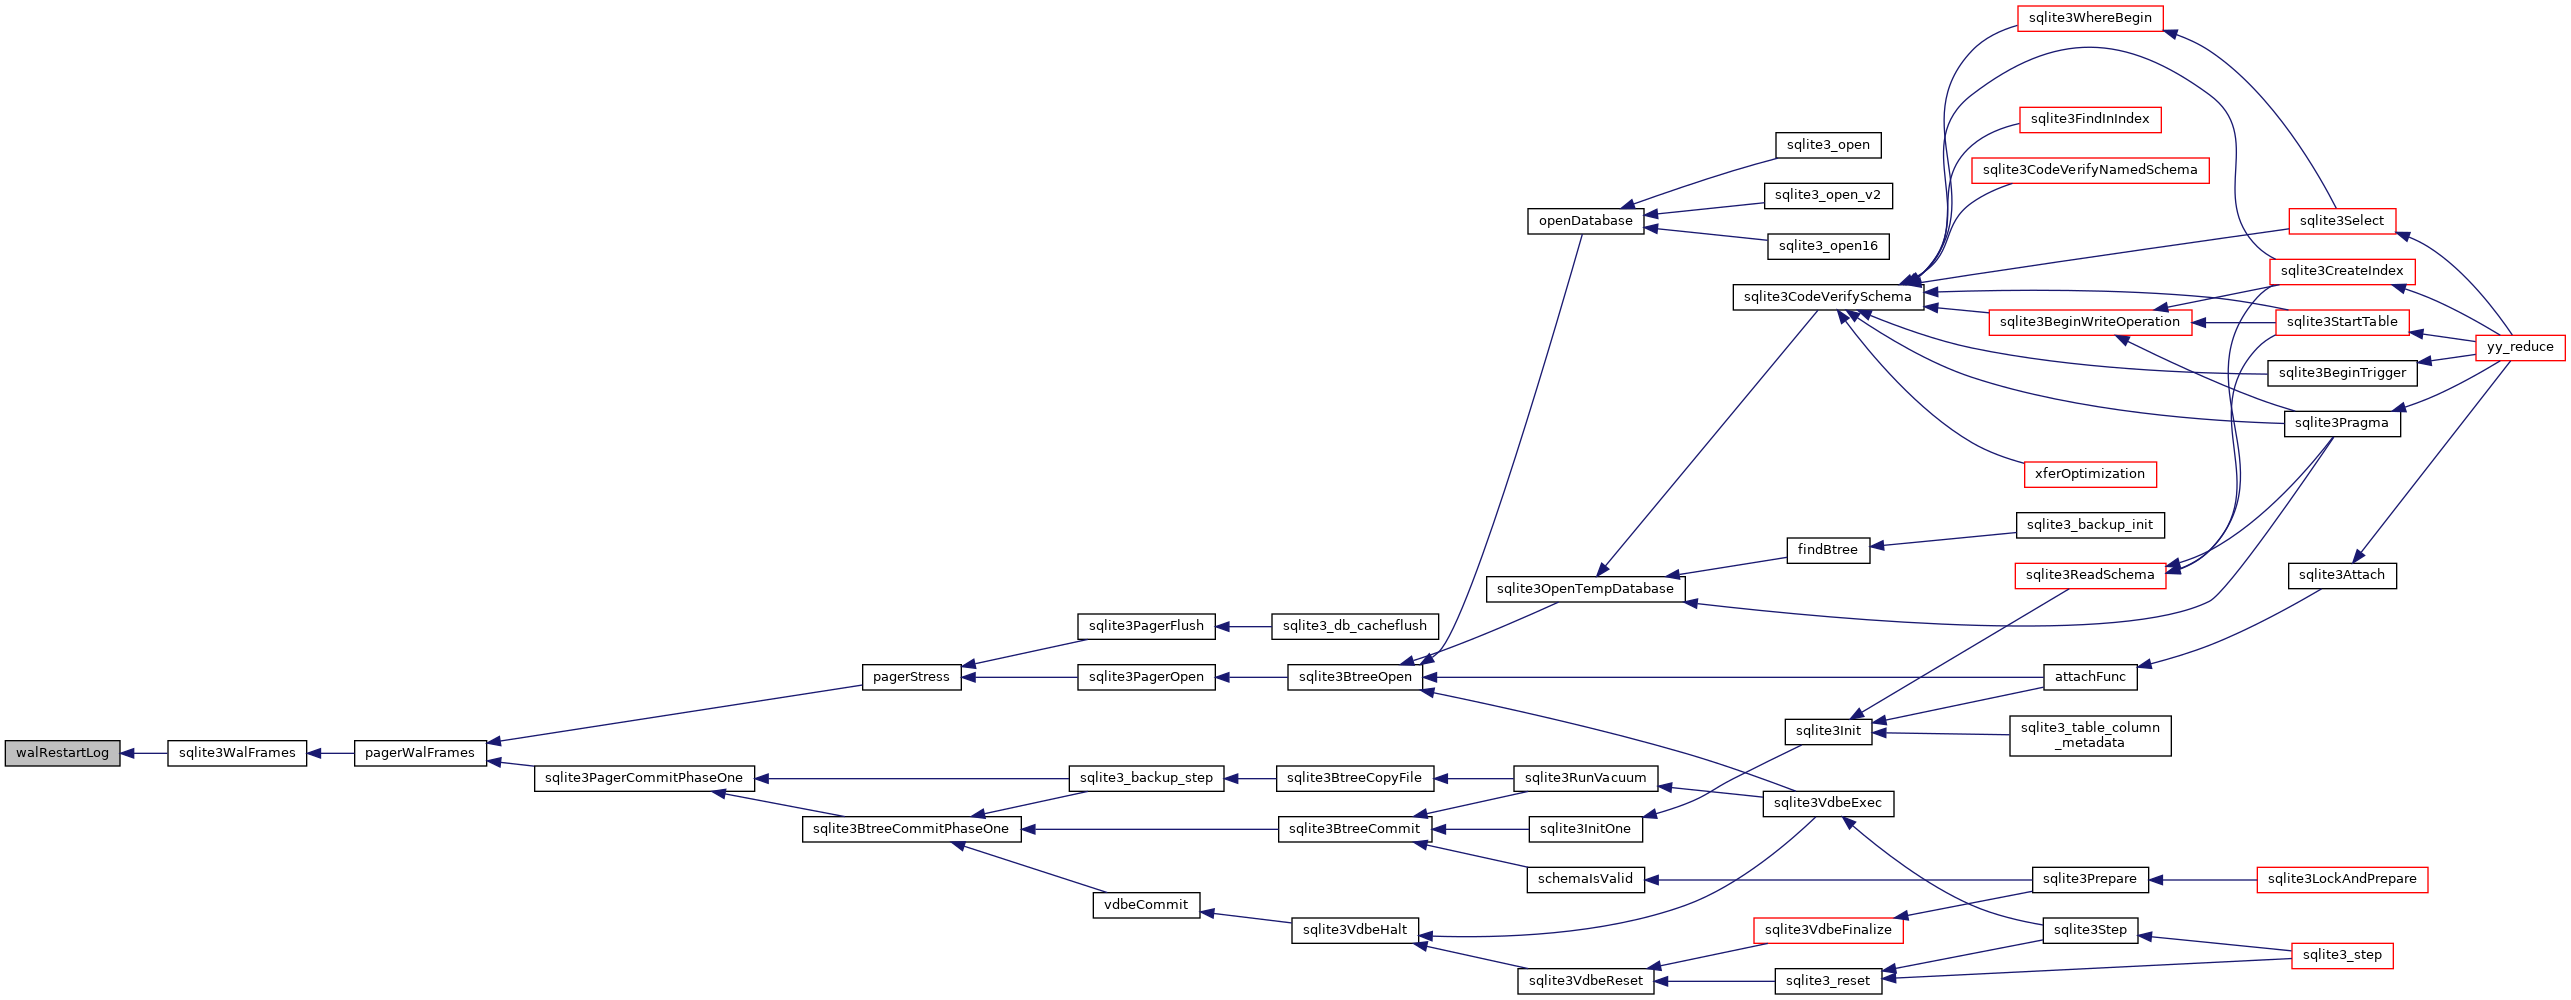 sqlite3WhereBegin
sqlite3FindInIndex
sqlite3_open
sqlite3CodeVerifyNamedSchema
sqlite3_open_v2
openDatabase
sqlite3Select
sqlite3_open16
sqlite3CreateIndex
sqlite3CodeVerifySchema
sqlite3BeginWriteOperation
sqlite3StartTable
yy_reduce
sqlite3BeginTrigger
sqlite3Pragma
xferOptimization
sqlite3_backup_init
findBtree
sqlite3ReadSchema
sqlite3Attach
sqlite3OpenTempDatabase
sqlite3PagerFlush
sqlite3_db_cacheflush
pagerStress
sqlite3PagerOpen
sqlite3BtreeOpen
attachFunc
sqlite3Init
sqlite3_table_column
_metadata
walRestartLog
sqlite3WalFrames
pagerWalFrames
sqlite3PagerCommitPhaseOne
sqlite3_backup_step
sqlite3BtreeCopyFile
sqlite3RunVacuum
sqlite3VdbeExec
sqlite3BtreeCommitPhaseOne
sqlite3BtreeCommit
sqlite3InitOne
schemaIsValid
sqlite3Prepare
sqlite3LockAndPrepare
vdbeCommit
sqlite3VdbeHalt
sqlite3VdbeFinalize
sqlite3Step
sqlite3_step
sqlite3VdbeReset
sqlite3_reset